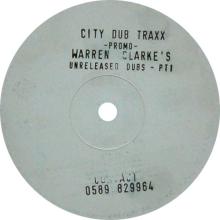 CITY DUB TRAXX
-PROMO-
WARREN CLARKE'S
UNRELEASED DUBS - PT1
CONTACT
0589 829964